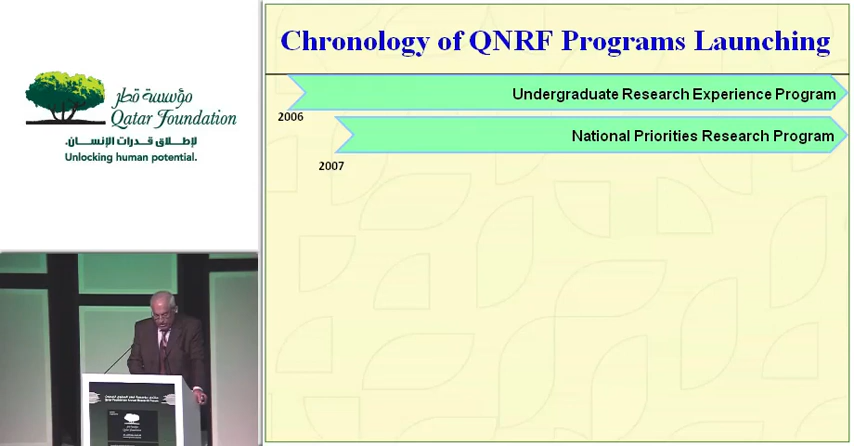 مؤسسة قطر
Qatar Foundation
لإطلاق قدرات الإنسان.
Unlocking human potential.
Chronology of QNRF Programs Launching
Undergraduate Research Experience Program
2006
National Priorities Research Program
2007